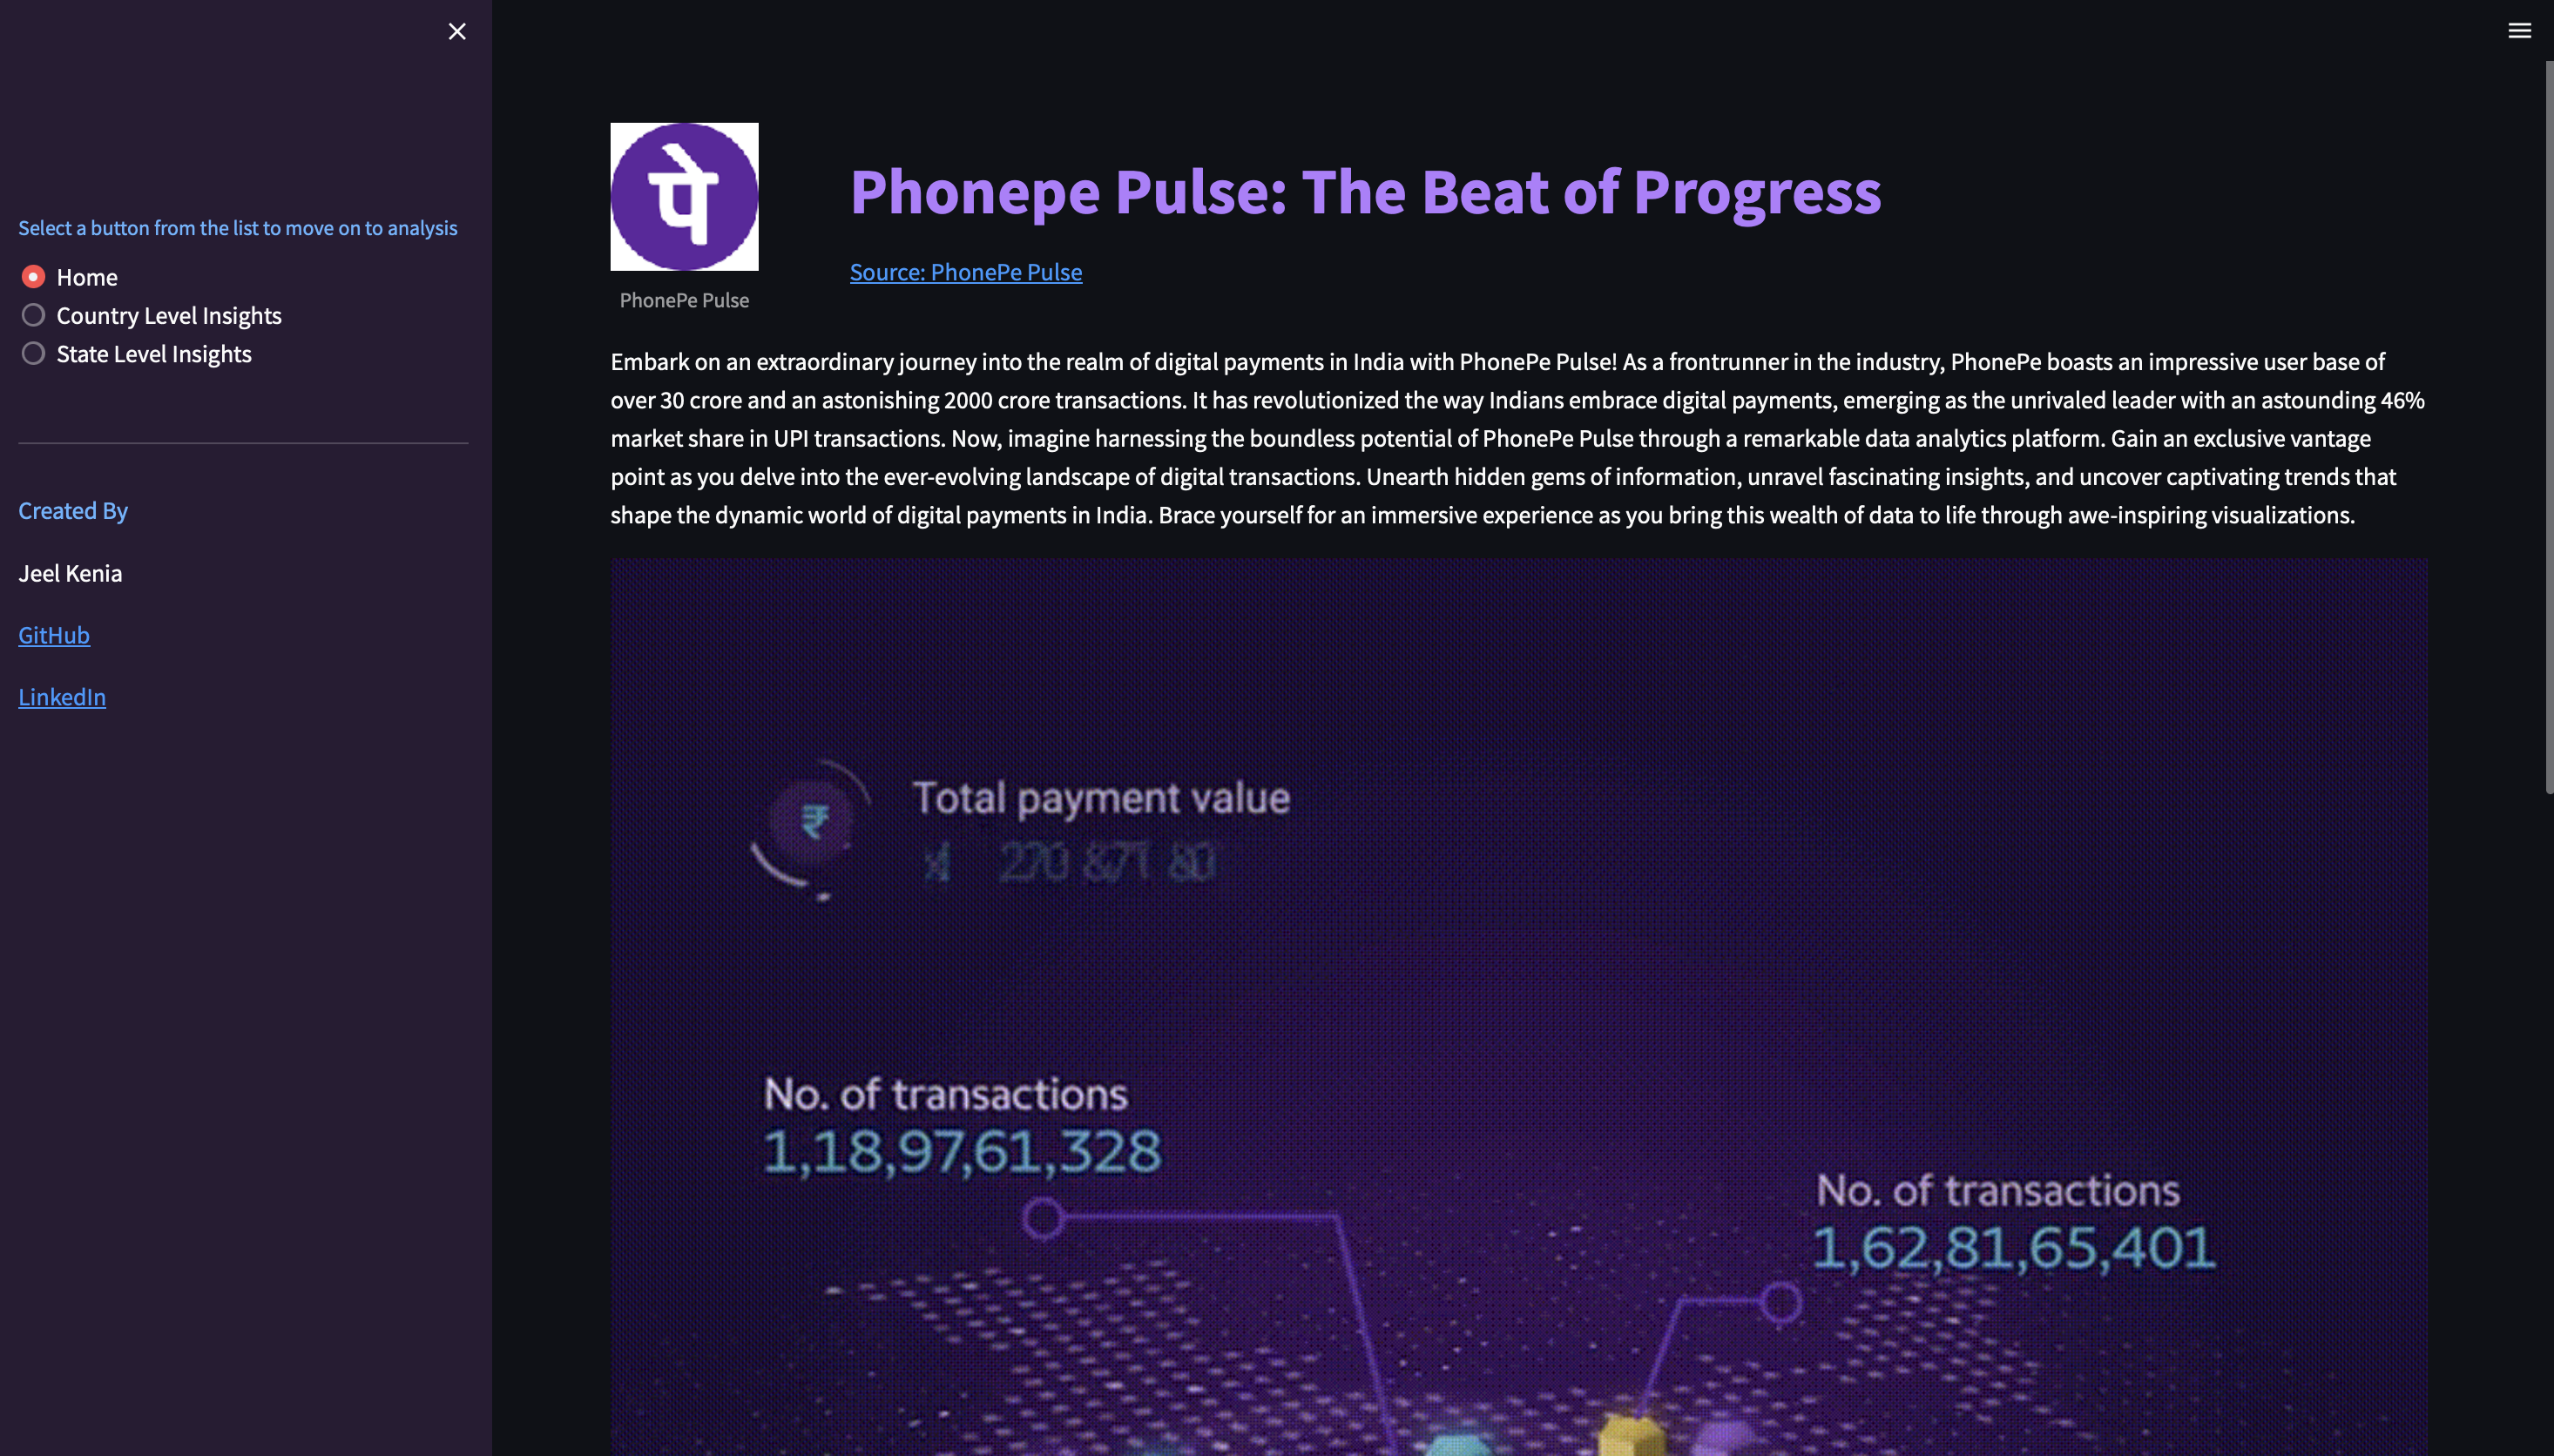 Select a button from the list to move on to analysis
Home
Country Level Insights
State Level Insights
Created By
Jeel Kenia
GitHub
LinkedIn
पे
PhonePe Pulse
Phonepe Pulse: The Beat of Progress
Source: PhonePe Pulse
Embark on an extraordinary journey into the realm of digital payments in India with PhonePe Pulse! As a frontrunner in the industry, PhonePe boasts an impressive user base of
over 30 crore and an astonishing 2000 crore transactions. It has revolutionized the way Indians embrace digital payments, emerging as the unrivaled leader with an astounding 46%
market share in UPI transactions. Now, imagine harnessing the boundless potential of PhonePe Pulse through a remarkable data analytics platform. Gain an exclusive vantage
point as you delve into the ever-evolving landscape of digital transactions. Unearth hidden gems of information, unravel fascinating insights, and uncover captivating trends that
shape the dynamic world of digital payments in India. Brace yourself for an immersive experience as you bring this wealth of data to life through awe-inspiring visualizations.
₹
Total payment value
No. of transactions
1,18,97,61,328
No. of transactions
1,62,81,65,401